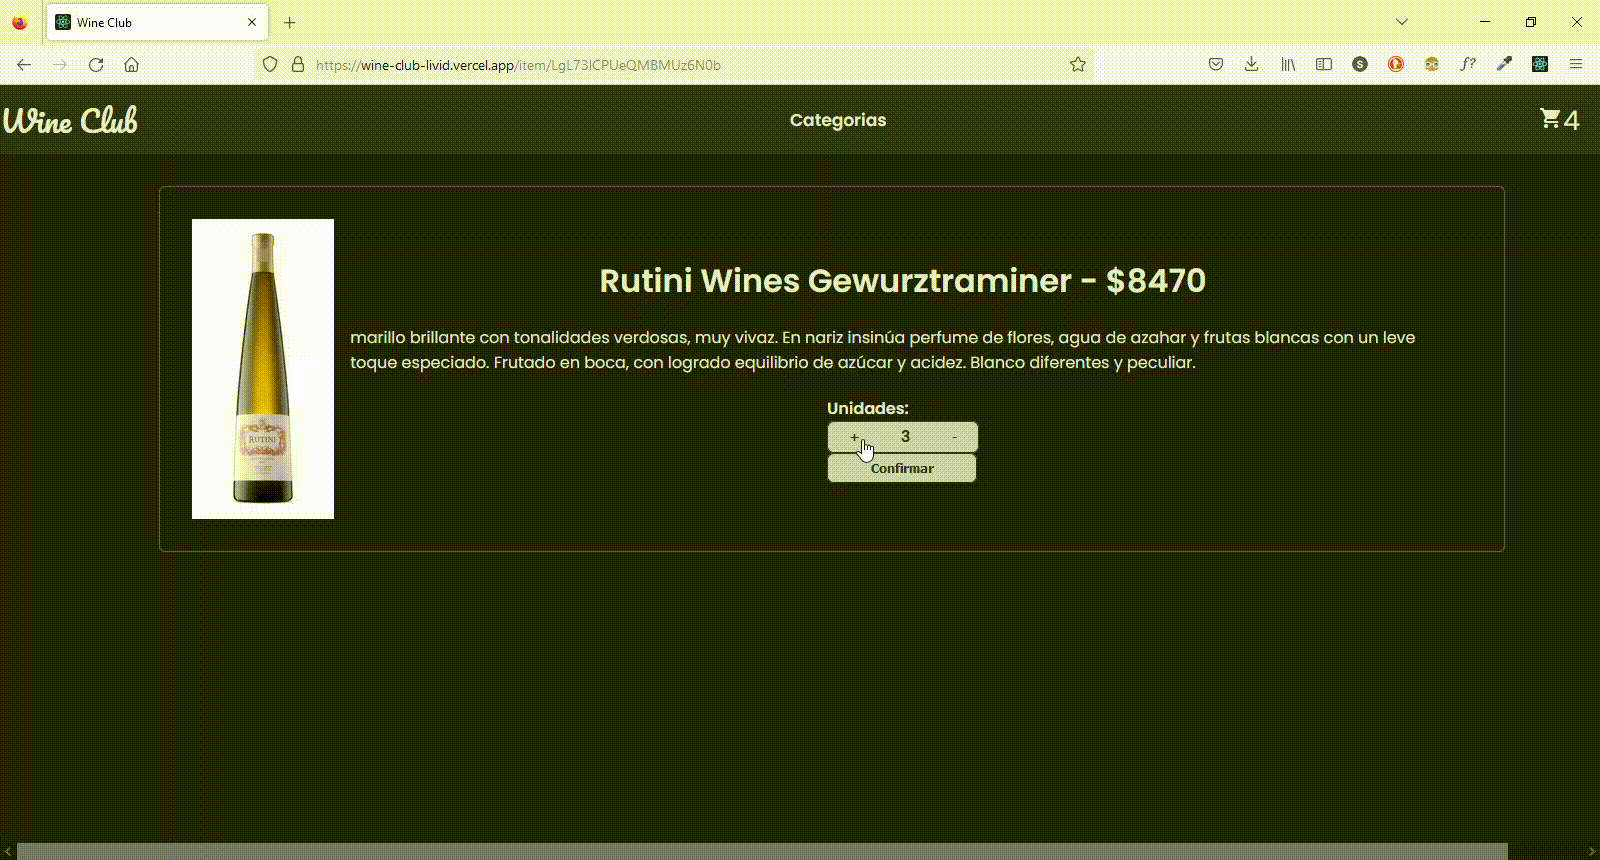 Wine Club
https://wine-club-livid.vercel.app/item/LgL73lCPUeQMBMUz6N0b
S
f?
Wine Club
Categorias
4
Rutini Wines Gewurztraminer - $8470
marillo brillante con tonalidades verdosas, muy vivaz. En nariz insinúa perfume de flores, agua de azahar y frutas blancas con un leve
toque especiado. Frutado en boca, con logrado equilibrio de azúcar y acidez. Blanco diferentes y peculiar.
Unidades:
+ 3 -
Confirmar
RUTINI